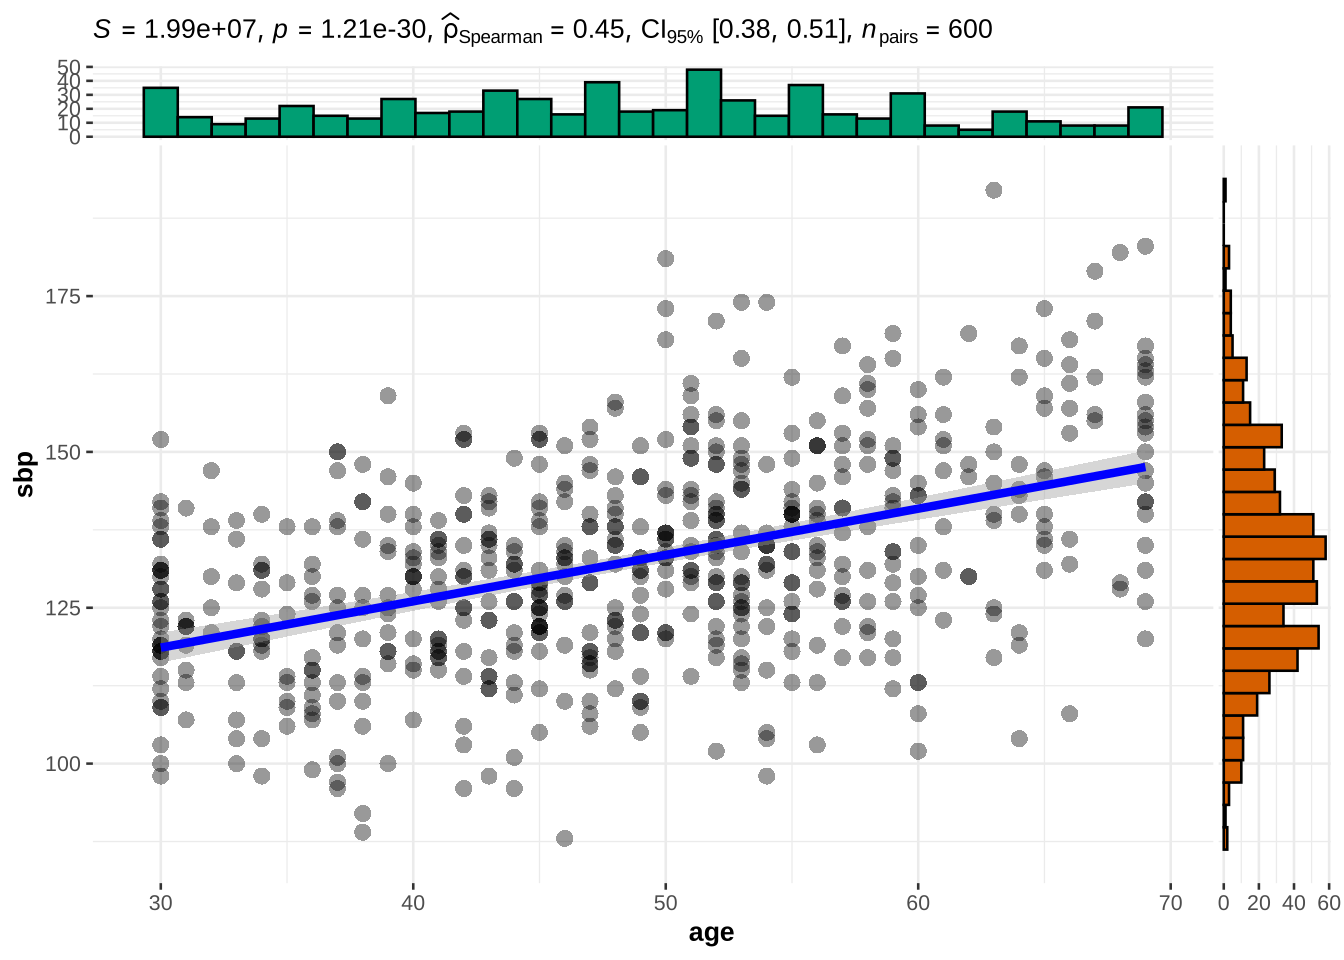 S = 1.99e+07, p = 1.21e-30, ρ̂Spearman = 0.45, CI95% [0.38, 0.51], npairs = 600
50
40
30
20
10
0
175
150
125
100
sbp
30 40 50 60 70
0 20 40 60
age